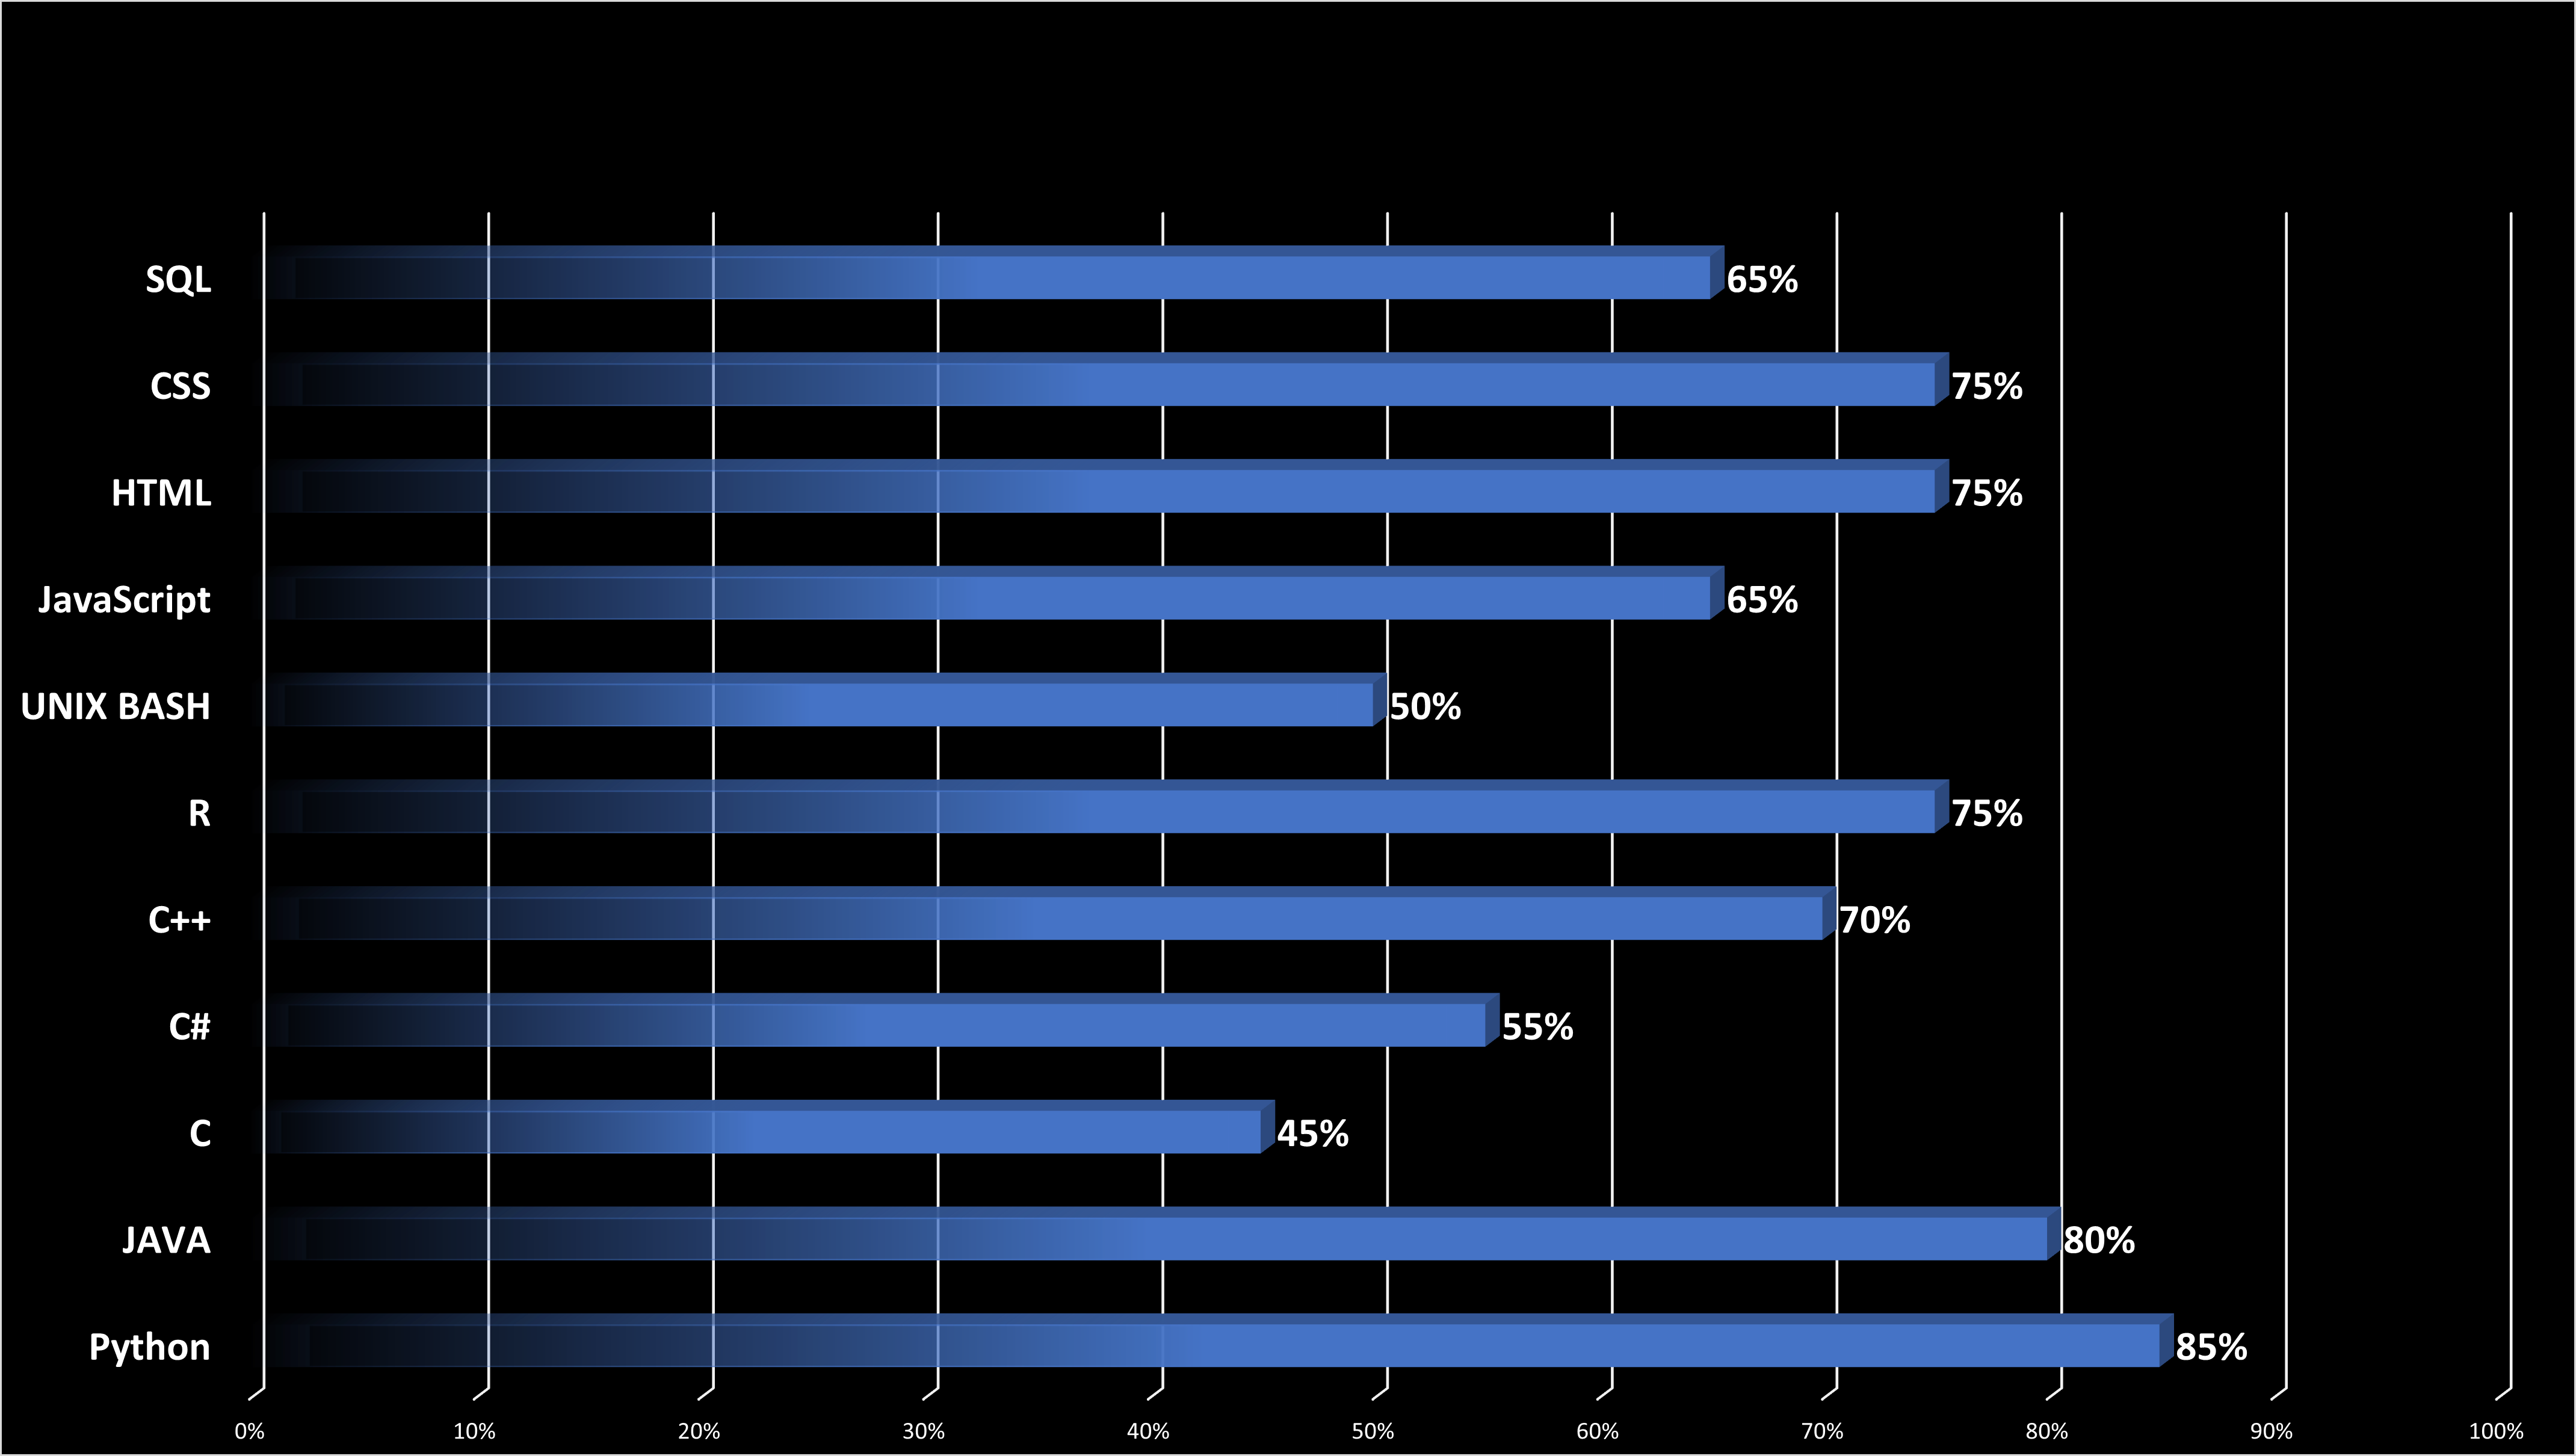 SQL 65%
CSS 75%
HTML 75%
JavaScript 65%
UNIX BASH 50%
R 75%
C++ 70%
C# 55%
C 45%
JAVA 80%
Python 85%
0% 10% 20% 30% 40% 50% 60% 70% 80% 90% 100%